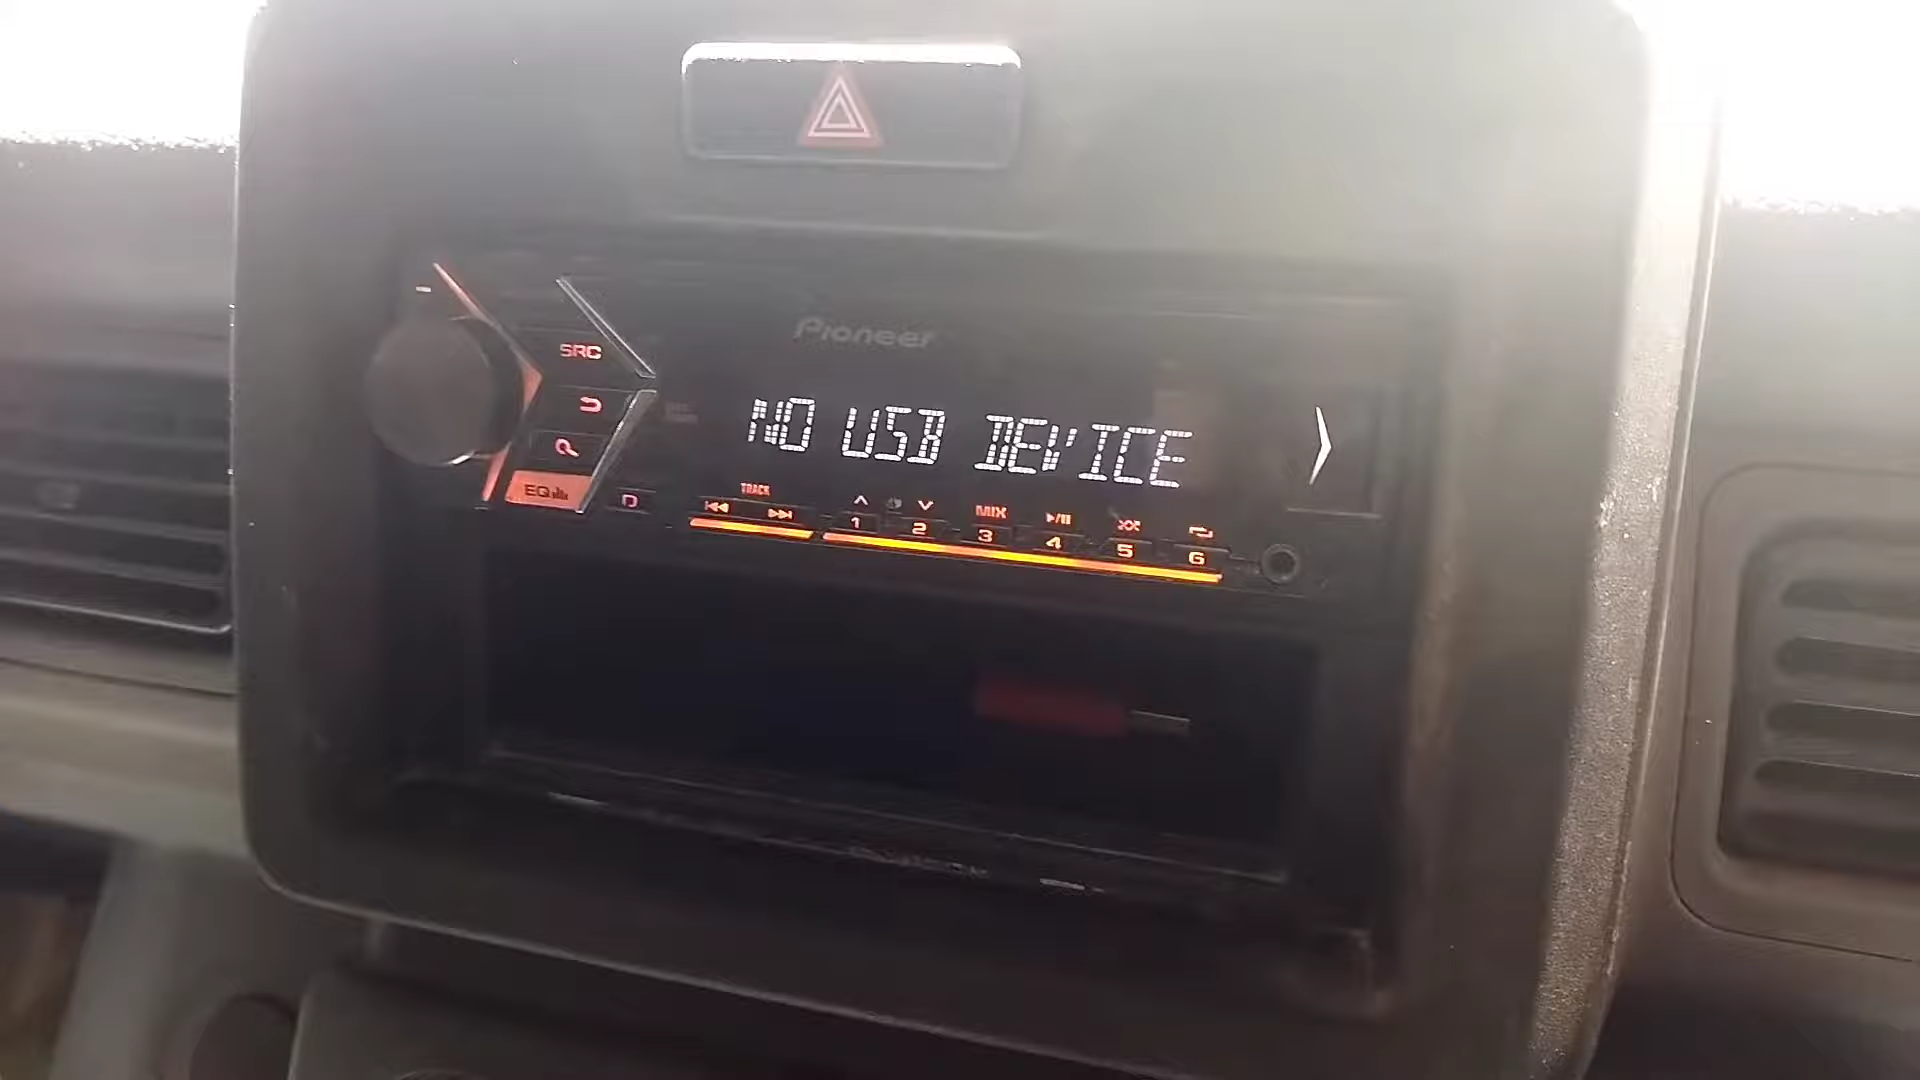 Pioneer
SRC
NO USB DEVICE
EQ
D
TRACK
MIX
1 2 3 4 5 6